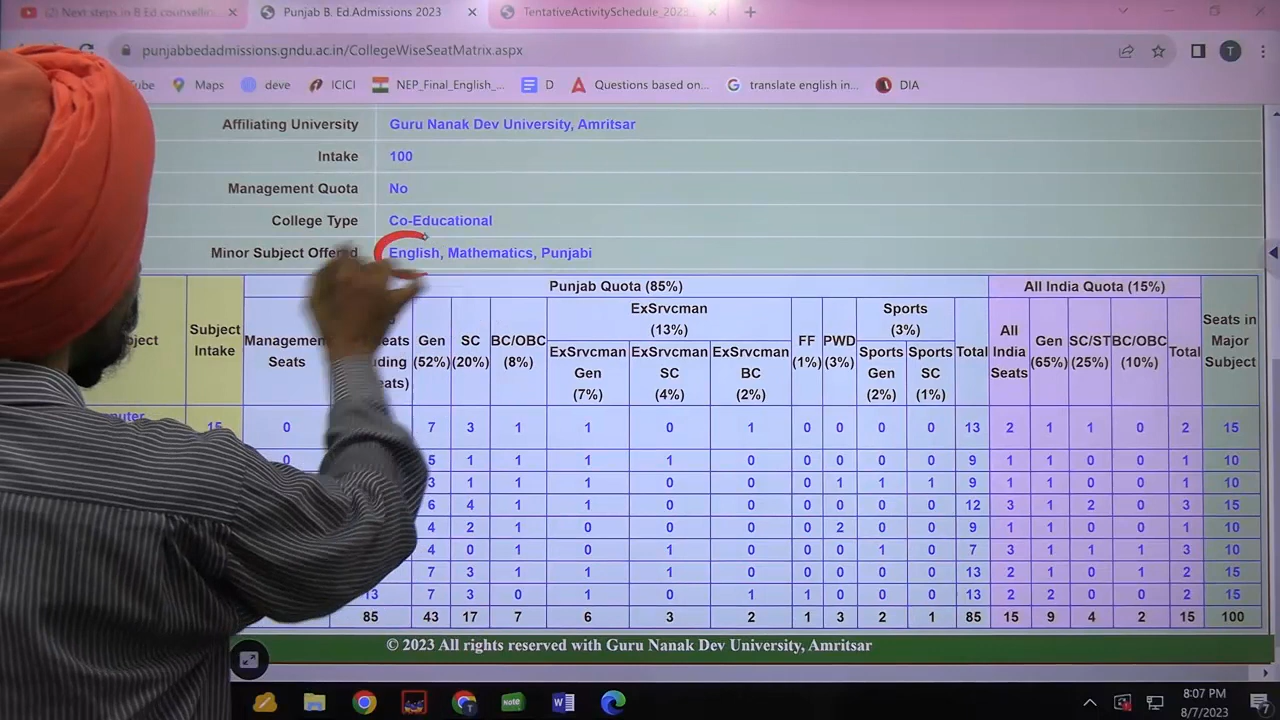 (2) Next steps in B Ed counsellin
Punjab B. Ed.Admissions 2023
TentativeActivitySchedule_2023
punjabbedadmissions.gndu.ac.in/CollegeWiseSeatMatrix.aspx
T
Maps
deve
ICICI
NEP_Final_English_...
D
Questions based on...
translate english in...
DIA
Affiliating University Guru Nanak Dev University, Amritsar
Intake 100
Management Quota No
College Type Co-Educational
Minor Subject Offered English, Mathematics, Punjabi
Punjab Quota (85%) All India Quota (15%)
Subject Intake
Management Seats
Gen (52%)
SC (20%)
BC/OBC (8%)
ExSrvcman (13%)
ExSrvcman Gen (7%)
ExSrvcman SC (4%)
ExSrvcman BC (2%)
FF (1%)
PWD (3%)
Sports (3%)
Sports Gen (2%)
Sports SC (1%)
Total
All India Seats
Gen (65%)
SC/ST (25%)
BC/OBC (10%)
Total
Seats in Major Subject
15 0 7 3 1 1 0 1 0 0 0 0 13 2 1 1 0 2 15
0 5 1 1 1 1 0 0 0 0 0 9 1 1 0 0 1 10
3 1 1 1 0 0 0 1 1 1 9 1 1 0 0 1 10
6 4 1 1 0 0 0 0 0 0 12 3 1 2 0 3 15
4 2 1 0 0 0 0 2 0 0 9 1 1 0 0 1 10
4 0 1 0 1 0 0 0 1 0 7 3 1 1 1 3 10
7 3 1 1 1 0 0 0 0 0 13 2 1 0 1 2 15
13 7 3 0 1 0 1 1 0 0 0 13 2 2 0 0 2 15
85 43 17 7 6 3 2 1 3 2 1 85 15 9 4 2 15 100
© 2023 All rights reserved with Guru Nanak Dev University, Amritsar
Note
8:07 PM
8/7/2023